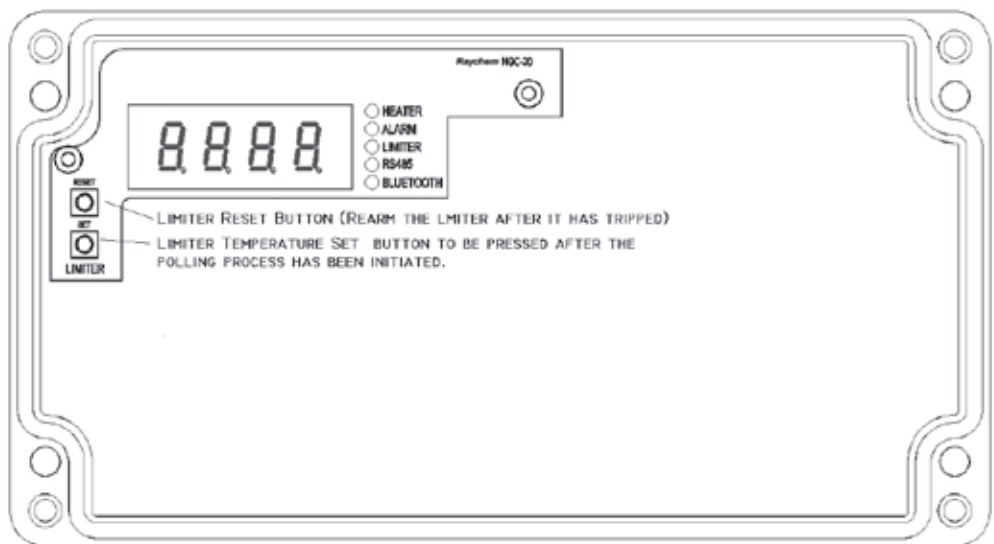 Raychem NGC-20
8.8.8.8.
HEATER
ALARM
LIMITER
RS485
BLUETOOTH
RESET
LIMITER RESET BUTTON (REARM THE LMITER AFTER IT HAS TRIPPED)
SET
LIMITER TEMPERATURE SET BUTTON TO BE PRESSED AFTER THE
POLLING PROCESS HAS BEEN INITIATED.
LIMITER